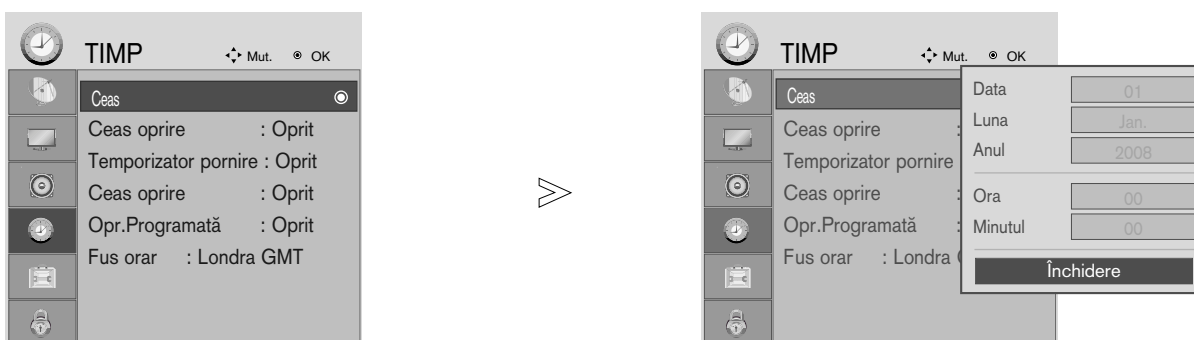 TIMP Mut. OK
Ceas
Ceas oprire : Oprit
Temporizator pornire : Oprit
Ceas oprire : Oprit
Opr.Programată : Oprit
Fus orar : Londra GMT
TIMP Mut. OK
Ceas
Ceas oprire :
Temporizator pornire
Ceas oprire :
Opr.Programată :
Fus orar : Londra
Data 01
Luna Jan.
Anul 2008
Ora 00
Minutul 00
Închidere